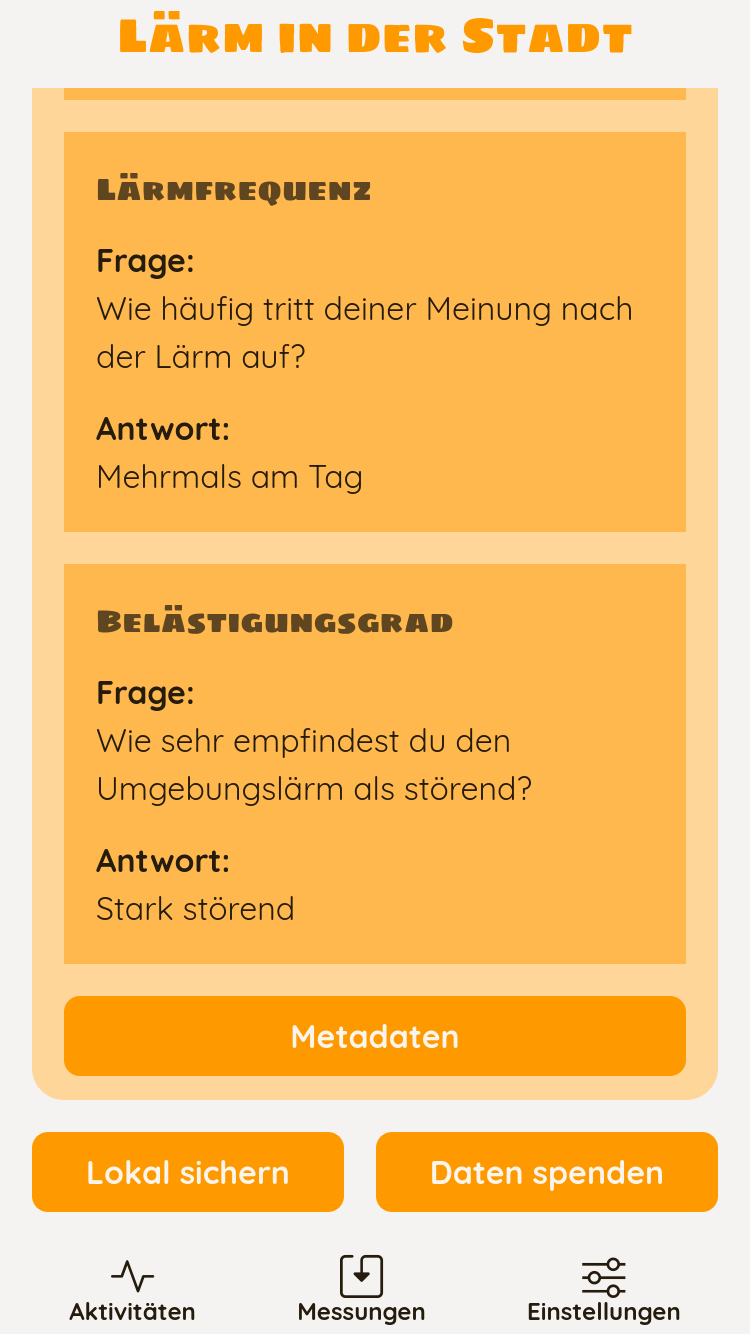 Lärm in der Stadt
Lärmfrequenz
Frage:
Wie häufig tritt deiner Meinung nach
der Lärm auf?
Antwort:
Mehrmals am Tag
Belästigungsgrad
Frage:
Wie sehr empfindest du den
Umgebungslärm als störend?
Antwort:
Stark störend
Metadaten
Lokal sichern
Daten spenden
Aktivitäten
Messungen
Einstellungen